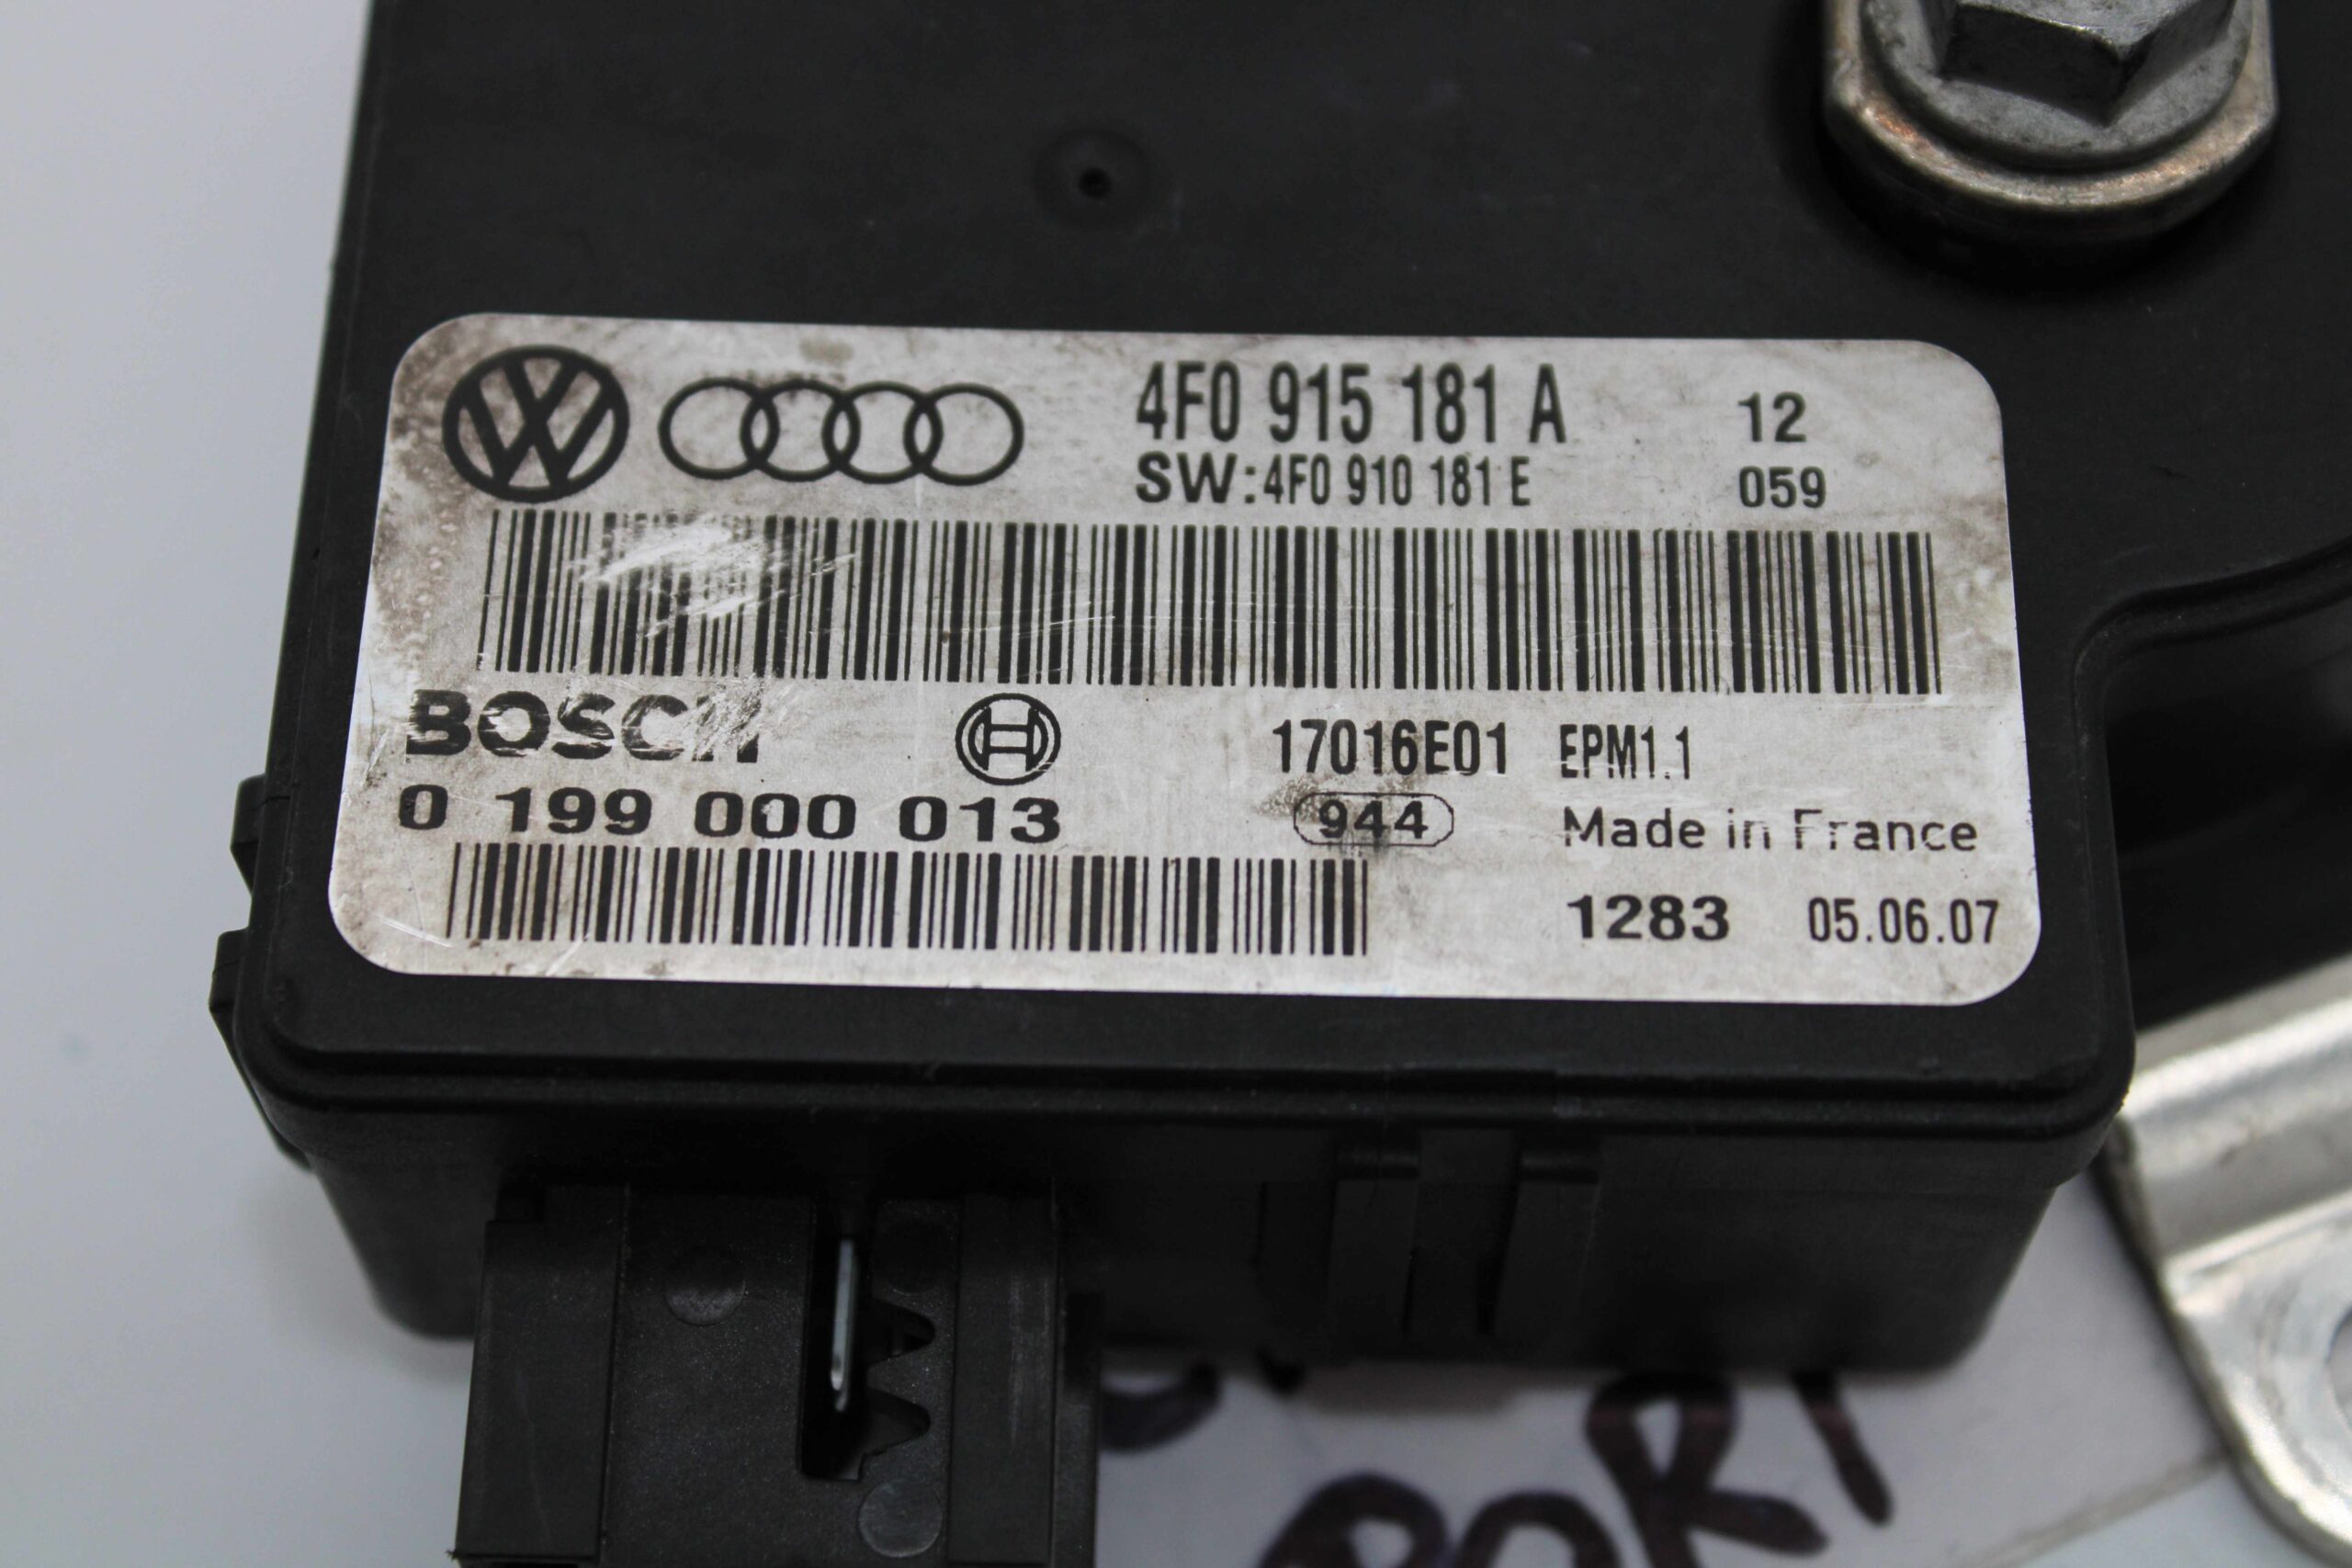 4F0 915 181 A 12
SW:4F0 910 181 E 059
BOSCH 17016E01 EPM1.1
0 199 000 013 944 Made in France
1283 05.06.07